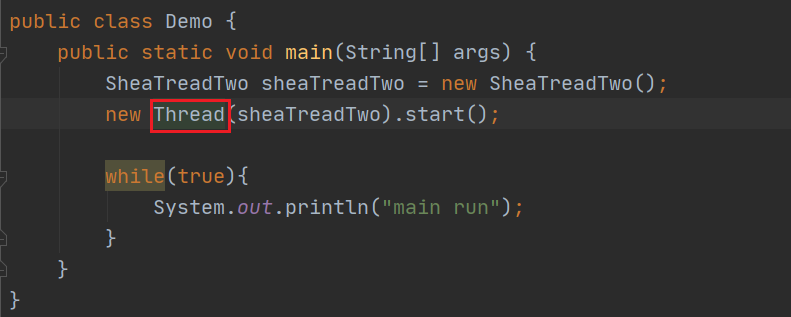 public class Demo {
    public static void main(String[] args) {
        SheaTreadTwo sheaTreadTwo = new SheaTreadTwo();
        new Thread(sheaTreadTwo).start();
        while(true){
            System.out.println("main run");
        }
    }
}